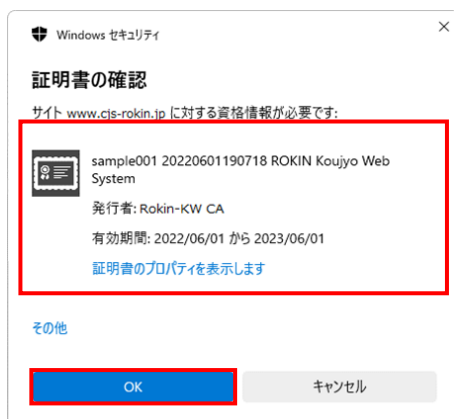 Windows セキュリティ
証明書の確認
サイト www.cjs-rokin.jp に対する資格情報が必要です:
sample001 20220601190718 ROKIN Koujyo Web
System
発行者: Rokin-KW CA
有効期間: 2022/06/01 から 2023/06/01
証明書のプロパティを表示します
その他
OK
キャンセル